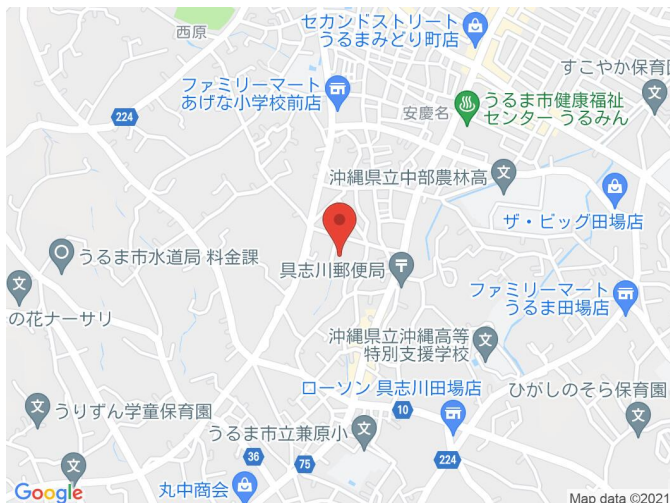 セカンドストリート
うるまみどり町店
西原
すこやか保育園
ファミリーマート
あげな小学校前店
うるま市健康福祉
センター うるみん
安慶名
224
沖縄県立中部農林高
ザ・ビッグ田場店
うるま市水道局 料金課
具志川郵便局
ファミリーマート
うるま田場店
の花ナーサリ
沖縄県立沖縄高等
特別支援学校
ローソン 具志川田場店
ひがしのそら保育園
うりずん学童保育園
10
うるま市立兼原小
36
75
224
丸中商会
Google
Map data ©2021